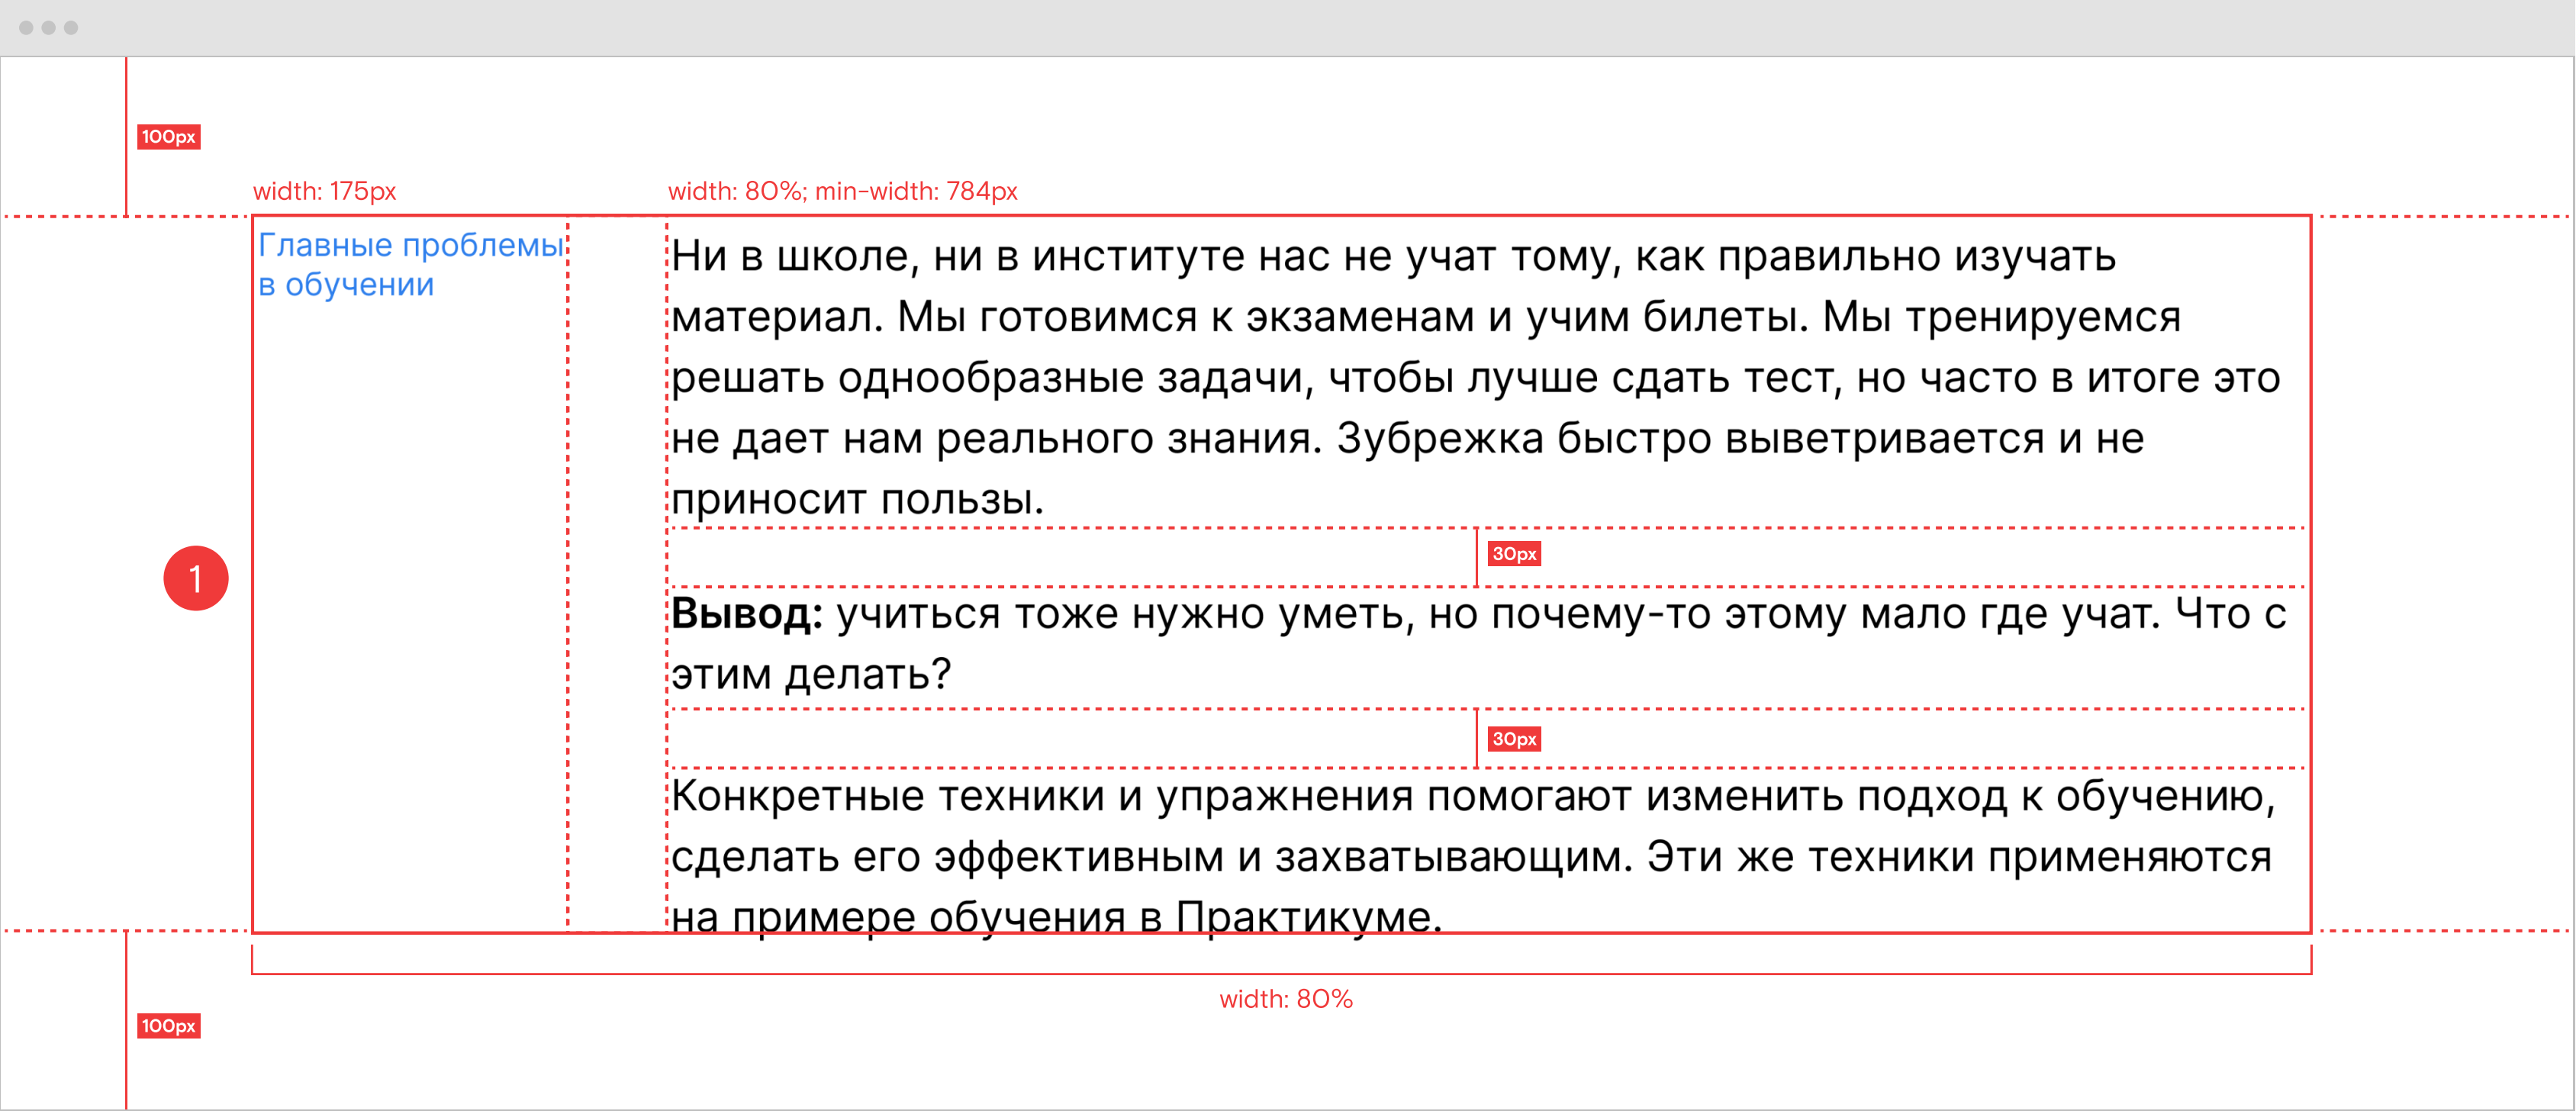 100px
width: 175px
width: 80%; min-width: 784px
Главные проблемы
в обучении
Ни в школе, ни в институте нас не учат тому, как правильно изучать
материал. Мы готовимся к экзаменам и учим билеты. Мы тренируемся
решать однообразные задачи, чтобы лучше сдать тест, но часто в итоге это
не дает нам реального знания. Зубрежка быстро выветривается и не
приносит пользы.
30px
1
Вывод: учиться тоже нужно уметь, но почему-то этому мало где учат. Что с
этим делать?
30px
Конкретные техники и упражнения помогают изменить подход к обучению,
сделать его эффективным и захватывающим. Эти же техники применяются
на примере обучения в Практикуме.
width: 80%
100px